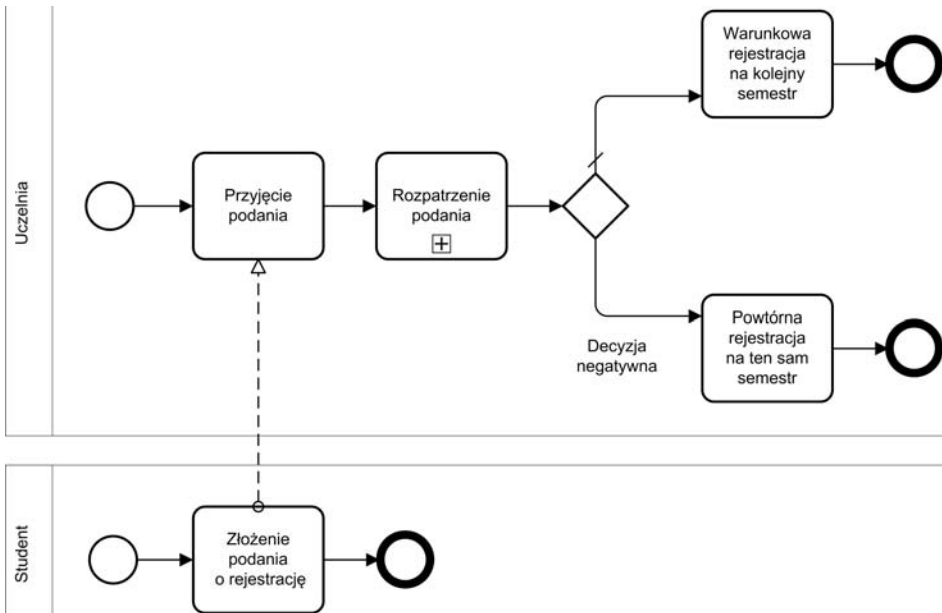 Uczelnia
Przyjęcie
podania
Rozpatrzenie
podania
Warunkowa
rejestracja
na kolejny
semestr
Decyzja
negatywna
Powtórna
rejestracja
na ten sam
semestr
Student
Złożenie
podania
o rejestrację